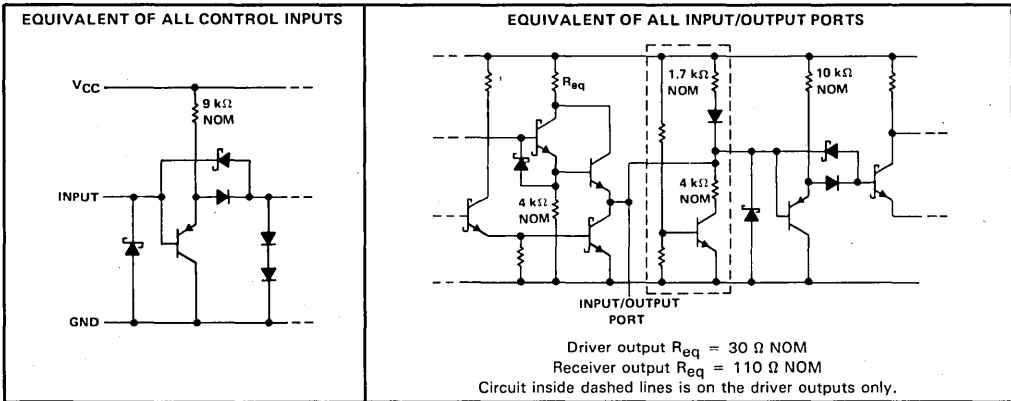 EQUIVALENT OF ALL CONTROL INPUTS
VCC
9 kΩ
NOM
INPUT
GND
EQUIVALENT OF ALL INPUT/OUTPUT PORTS
Req
1.7 kΩ
NOM
10 kΩ
NOM
4 kΩ
NOM
4 kΩ
NOM
INPUT/OUTPUT
PORT
Driver output Req = 30 Ω NOM
Receiver output Req = 110 Ω NOM
Circuit inside dashed lines is on the driver outputs only.